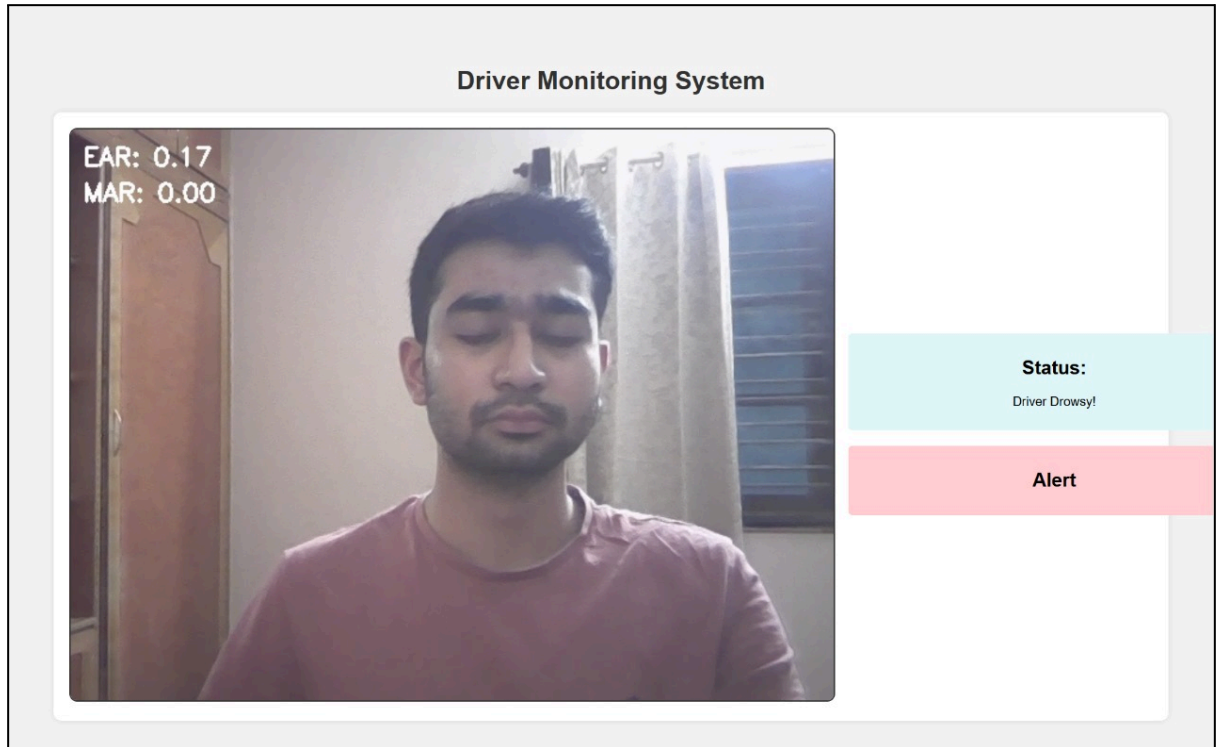 Driver Monitoring System
EAR: 0.17
MAR: 0.00
Status:
Driver Drowsy!
Alert